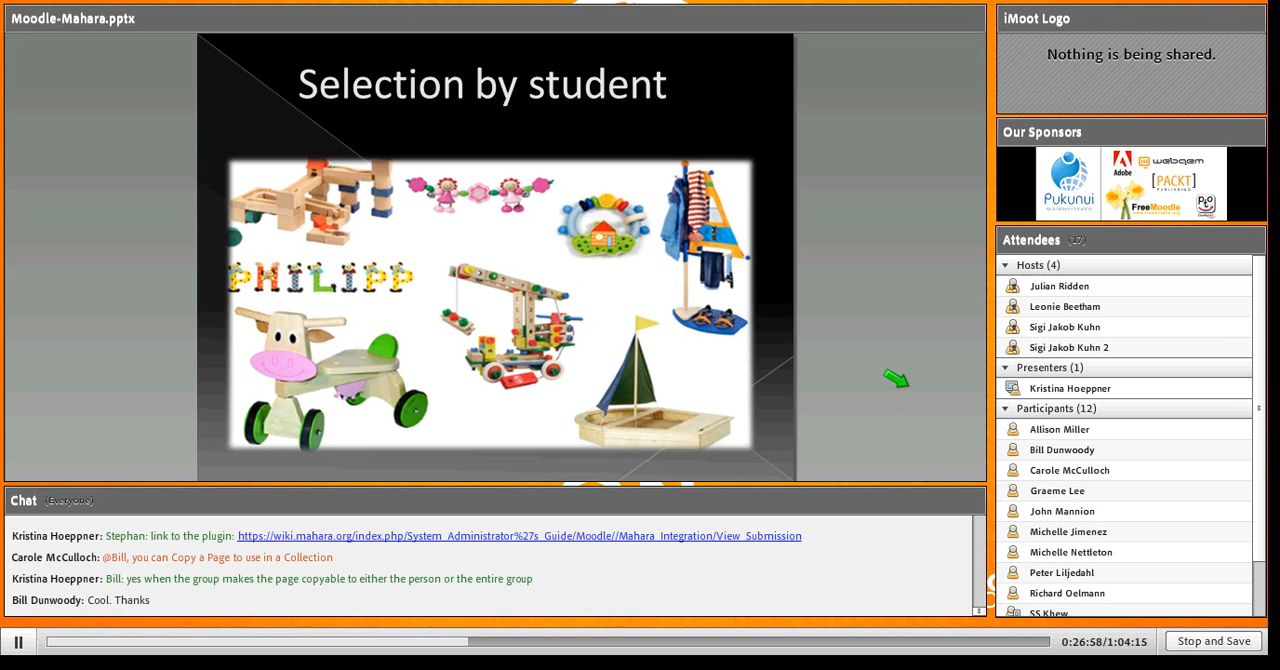 Moodle-Mahara.pptx
Selection by student
PHILIPP
iMoot Logo
Nothing is being shared.
Our Sponsors
Pukunui
Adobe
webqem
[PACKT]
PUBLISHING
FreeMoodle
Attendees (17)
Hosts (4)
Julian Ridden
Leonie Beetham
Sigi Jakob Kuhn
Sigi Jakob Kuhn 2
Presenters (1)
Kristina Hoeppner
Participants (12)
Allison Miller
Bill Dunwoody
Carole McCulloch
Graeme Lee
John Mannion
Michelle Jimenez
Michelle Nettleton
Peter Liljedahl
Richard Oelmann
SS Khew
Chat (Everyone)
Kristina Hoeppner: Stephan: link to the plugin: https://wiki.mahara.org/index.php/System_Administrator%27s_Guide/Moodle//Mahara_Integration/View_Submission
Carole McCulloch: @Bill, you can Copy a Page to use in a Collection
Kristina Hoeppner: Bill: yes when the group makes the page copyable to either the person or the entire group
Bill Dunwoody: Cool. Thanks
0:26:58/1:04:15
Stop and Save